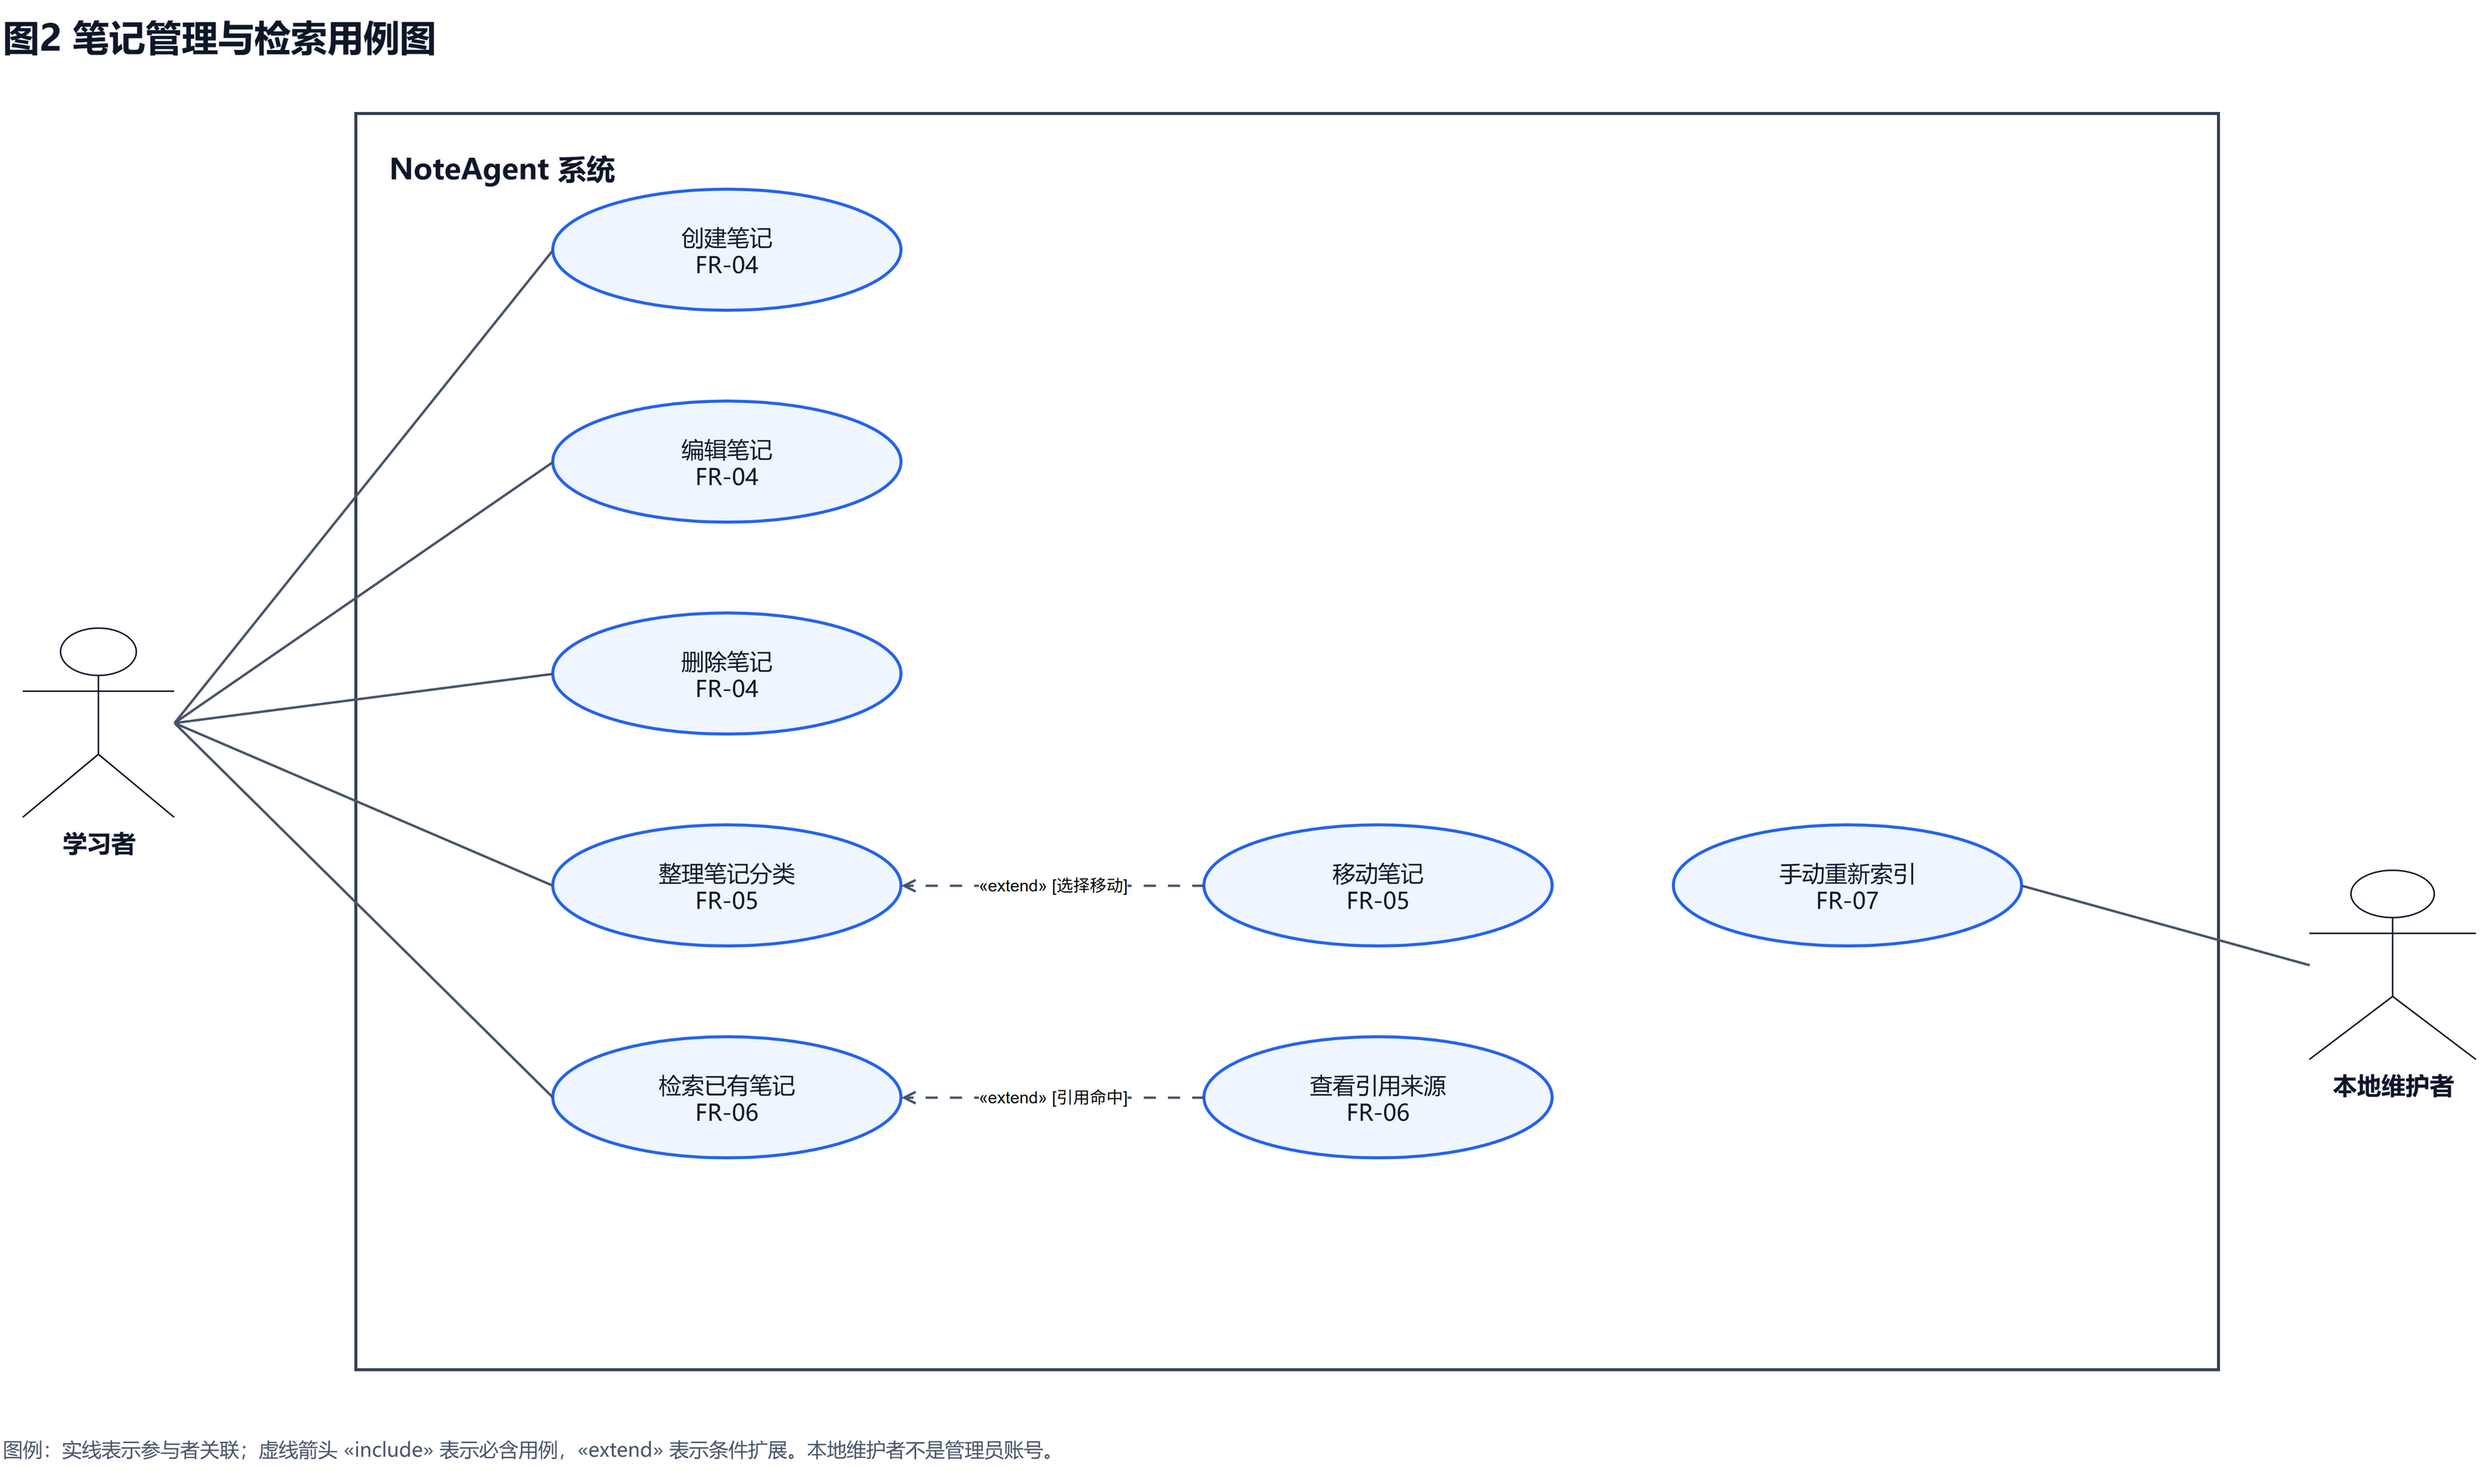 图2 笔记管理与检索用例图
NoteAgent 系统
创建笔记
FR-04
编辑笔记
FR-04
删除笔记
FR-04
学习者
整理笔记分类
FR-05
«extend» [选择移动]
移动笔记
FR-05
手动重新索引
FR-07
检索已有笔记
FR-06
«extend» [引用命中]
查看引用来源
FR-06
本地维护者
图例：实线表示参与者关联；虚线箭头 «include» 表示必含用例，«extend» 表示条件扩展。本地维护者不是管理员账号。